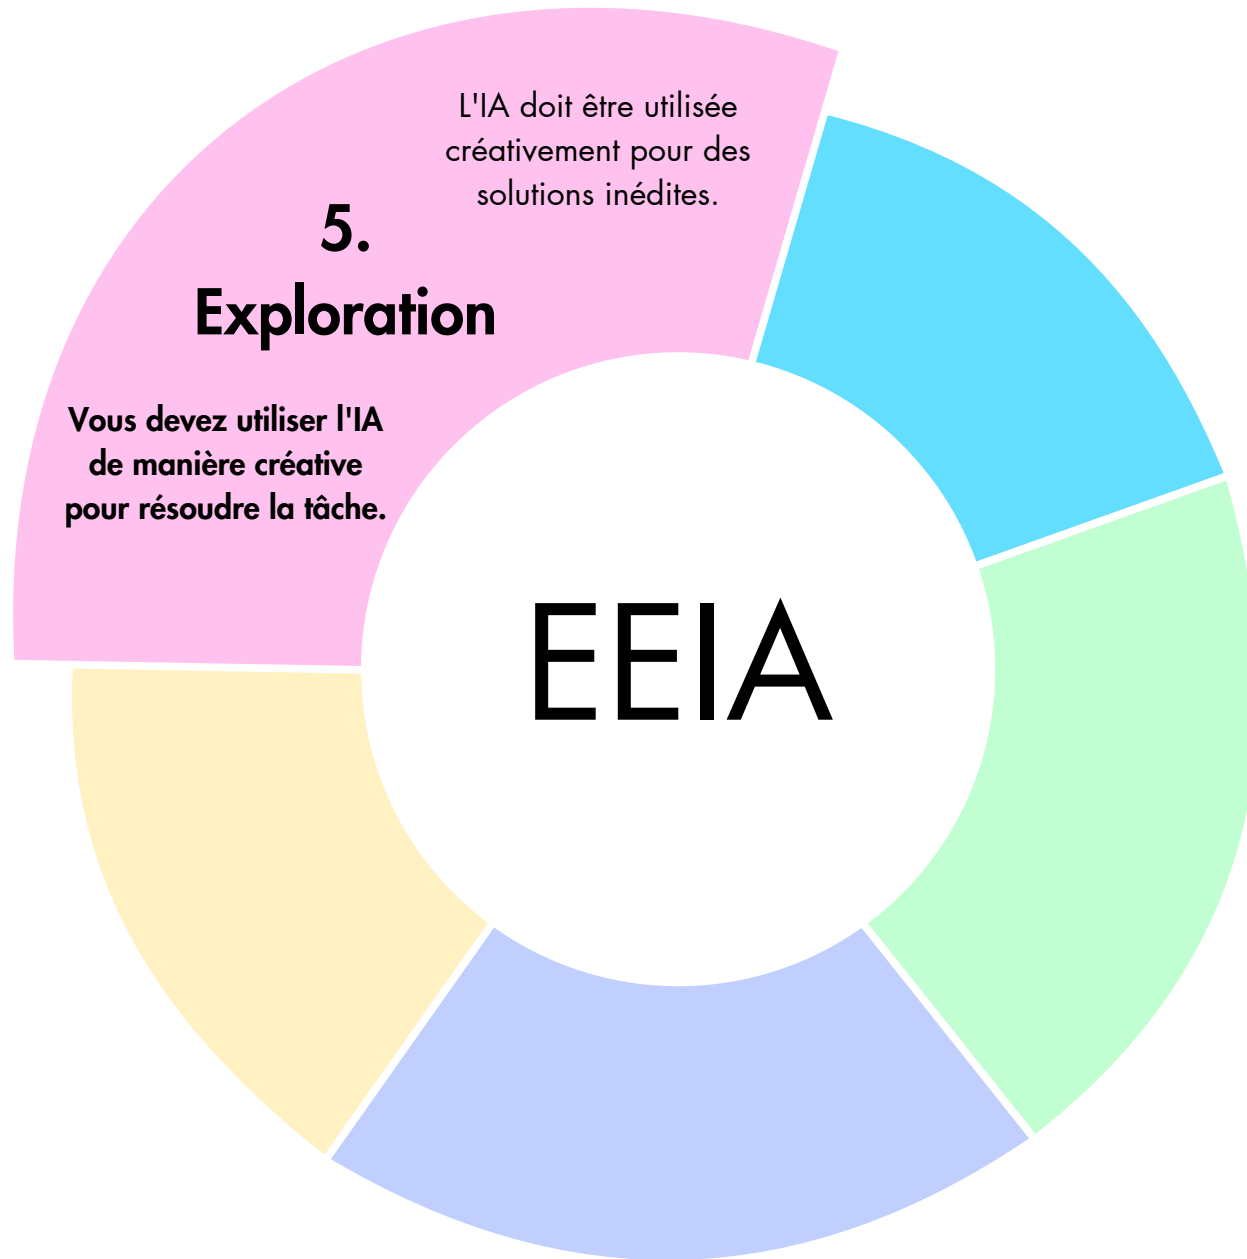 L'IA doit être utilisée
créativement pour des
solutions inédites.
5.
Exploration
Vous devez utiliser l'IA
de manière créative
pour résoudre la tâche.
EEIA